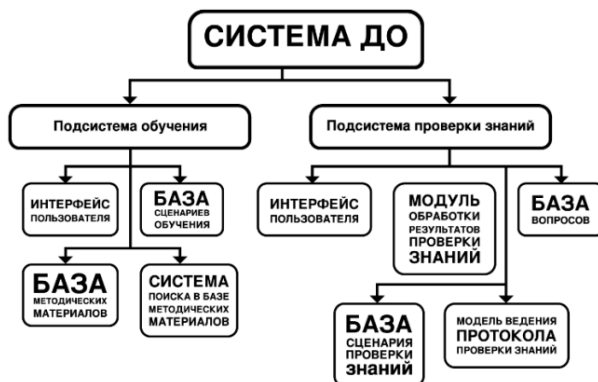 СИСТЕМА ДО
Подсистема обучения
Подсистема проверки знаний
ИНТЕРФЕЙС
ПОЛЬЗОВАТЕЛЯ
БАЗА
СЦЕНАРИЕВ
ОБУЧЕНИЯ
ИНТЕРФЕЙС
ПОЛЬЗОВАТЕЛЯ
МОДУЛЬ
ОБРАБОТКИ
РЕЗУЛЬТАТОВ
ПРОВЕРКИ
ЗНАНИЙ
БАЗА
ВОПРОСОВ
БАЗА
МЕТОДИЧЕСКИХ
МАТЕРИАЛОВ
СИСТЕМА
ПОИСКА В БАЗЕ
МЕТОДИЧЕСКИХ
МАТЕРИАЛОВ
БАЗА
СЦЕНАРИЯ
ПРОВЕРКИ
ЗНАНИЙ
МОДЕЛЬ ВЕДЕНИЯ
ПРОТОКОЛА
ПРОВЕРКИ ЗНАНИЙ